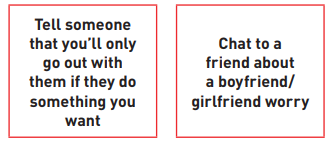 Tell someone
that you'll only
go out with
them if they do
something you
want
Chat to a
friend about
a boyfriend/
girlfriend worry